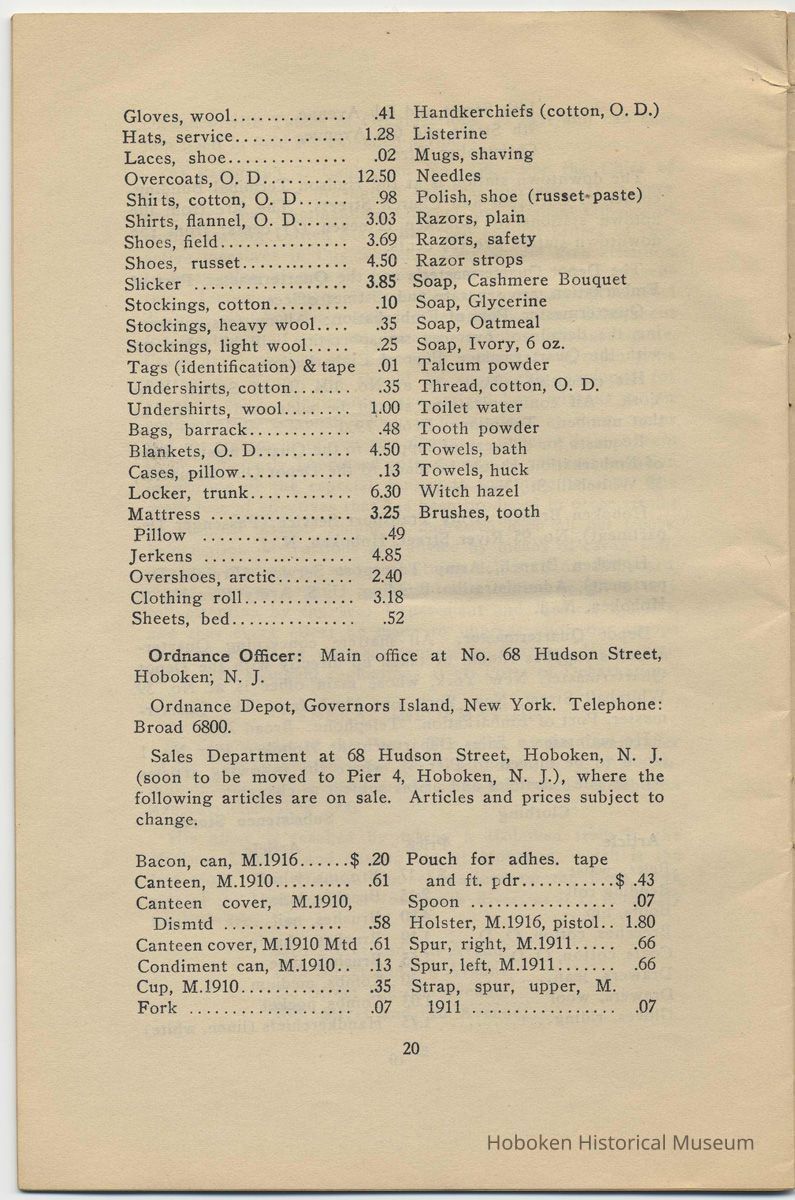 Gloves, wool.............. .41
Hats, service............. 1.28
Laces, shoe.............. .02
Overcoats, O. D.......... 12.50
Shirts, cotton, O. D...... .98
Shirts, flannel, O. D...... 3.03
Shoes, field............... 3.69
Shoes, russet............. 4.50
Slicker .................. 3.85
Stockings, cotton......... .10
Stockings, heavy wool.... .35
Stockings, light wool..... .25
Tags (identification) & tape .01
Undershirts, cotton....... .35
Undershirts, wool........ 1.00
Bags, barrack............ .48
Blankets, O. D........... 4.50
Cases, pillow............. .13
Locker, trunk............ 6.30
Mattress ................ 3.25
Pillow .................. .49
Jerkens ................. 4.85
Overshoes, arctic......... 2.40
Clothing roll............. 3.18
Sheets, bed............... .52
Handkerchiefs (cotton, O. D.)
Listerine
Mugs, shaving
Needles
Polish, shoe (russet-paste)
Razors, plain
Razors, safety
Razor strops
Soap, Cashmere Bouquet
Soap, Glycerine
Soap, Oatmeal
Soap, Ivory, 6 oz.
Talcum powder
Thread, cotton, O. D.
Toilet water
Tooth powder
Towels, bath
Towels, huck
Witch hazel
Brushes, tooth
Ordnance Officer: Main office at No. 68 Hudson Street,
Hoboken, N. J.
Ordnance Depot, Governors Island, New York. Telephone:
Broad 6800.
Sales Department at 68 Hudson Street, Hoboken, N. J.
(soon to be moved to Pier 4, Hoboken, N. J.), where the
following articles are on sale. Articles and prices subject to
change.
Bacon, can, M.1916......$ .20
Canteen, M.1910......... .61
Canteen cover, M.1910,
Dismtd .............. .58
Canteen cover, M.1910 Mtd .61
Condiment can, M.1910.. .13
Cup, M.1910............. .35
Fork ................... .07
Pouch for adhes. tape
and ft. pdr...........$ .43
Spoon ................. .07
Holster, M.1916, pistol.. 1.80
Spur, right, M.1911..... .66
Spur, left, M.1911....... .66
Strap, spur, upper, M.
1911 ................. .07
20
Hoboken Historical Museum